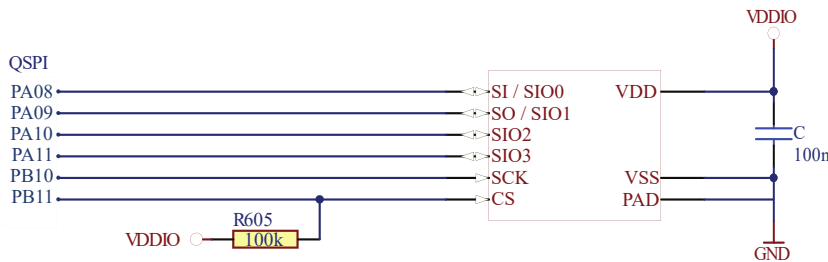 VDDIO
QSPI
PA08
SI / SIO0
VDD
PA09
SO / SIO1
PA10
SIO2
C
PA11
SIO3
100n
PB10
SCK
VSS
PB11
CS
PAD
R605
VDDIO
100k
GND